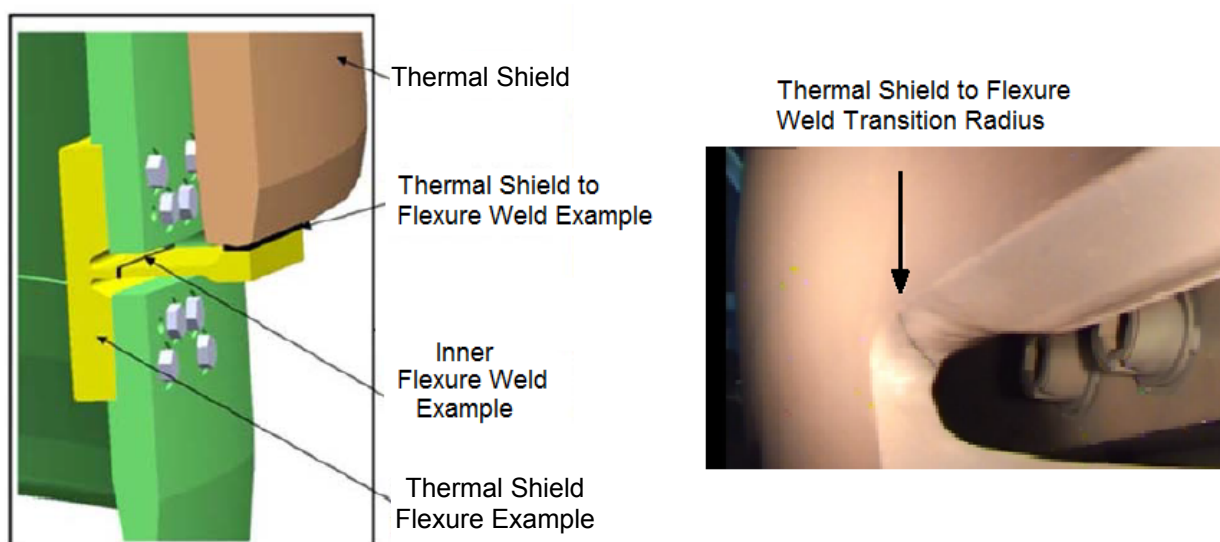 Thermal Shield
Thermal Shield to
Flexure Weld Example
Inner
Flexure Weld
Example
Thermal Shield
Flexure Example
Thermal Shield to Flexure
Weld Transition Radius